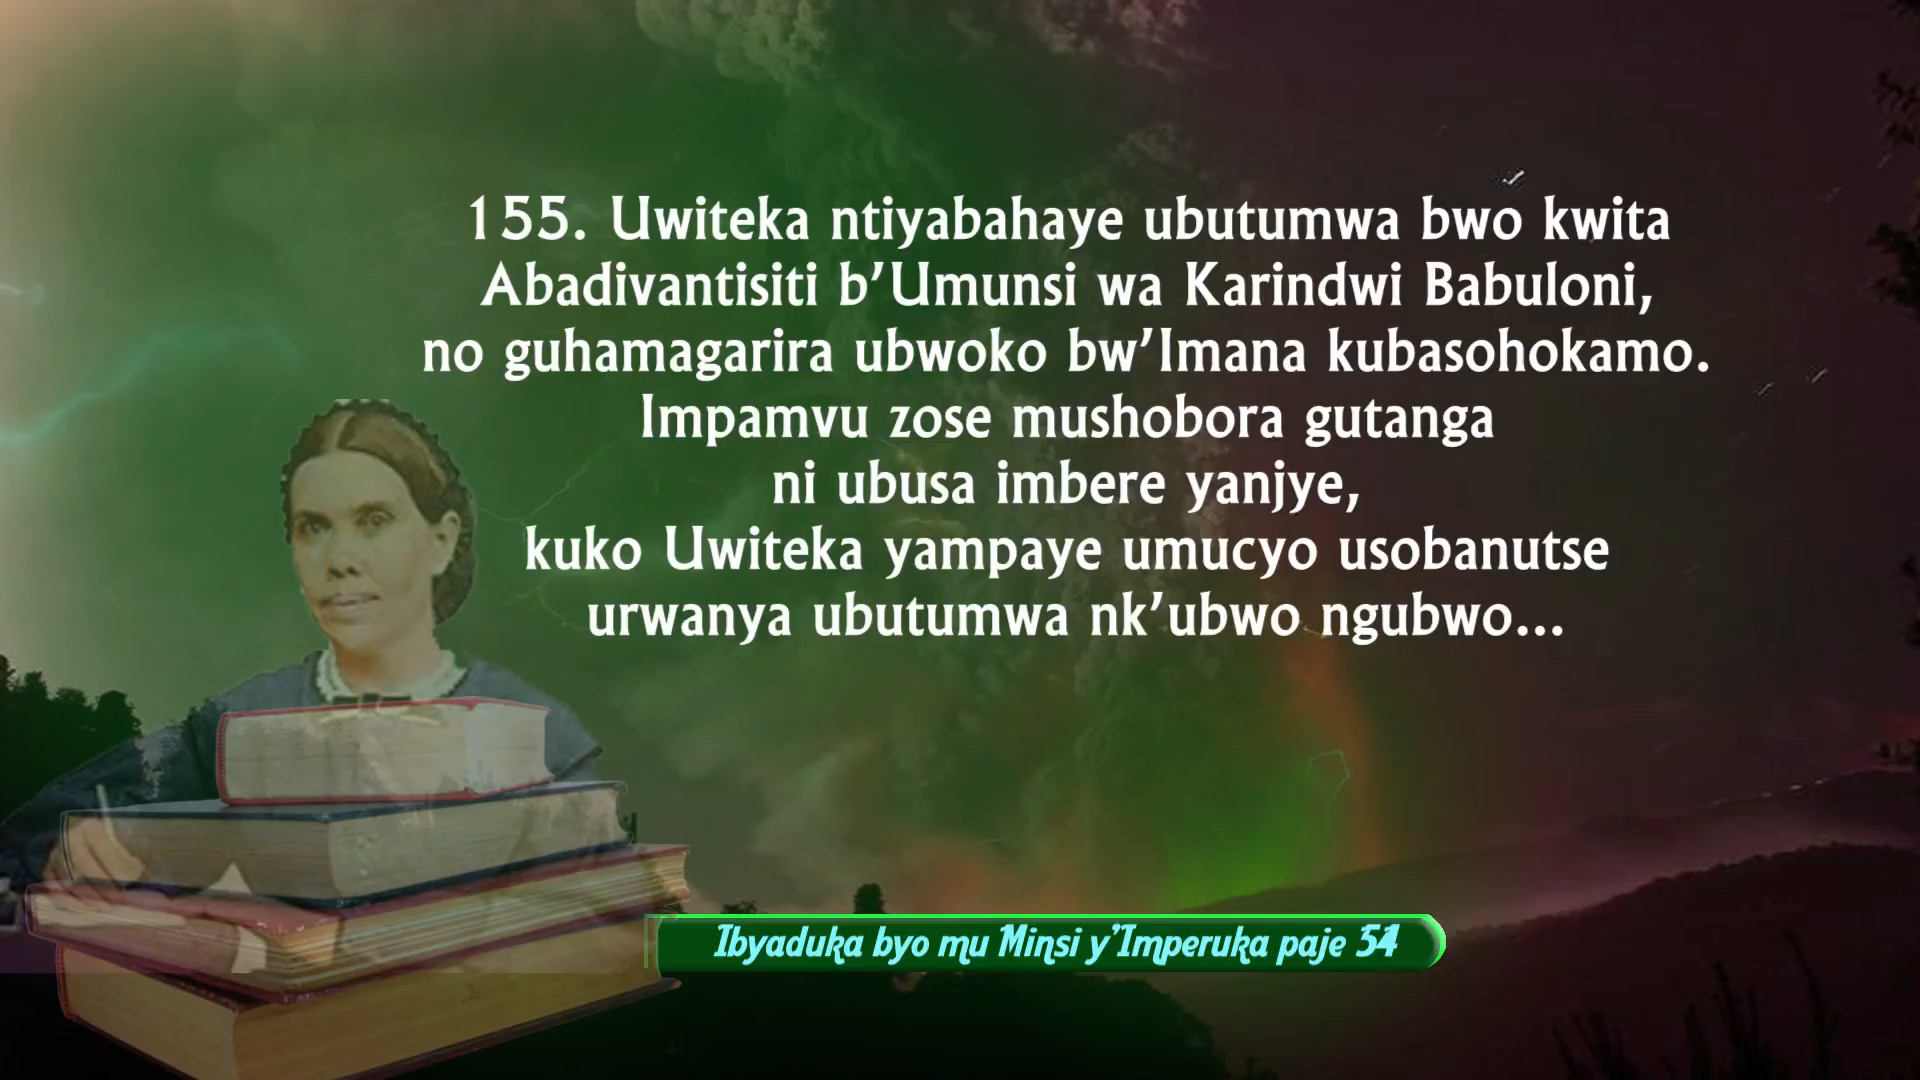 155. Uwiteka ntiyabahaye ubutumwa bwo kwita
Abadivantisiti b’Umunsi wa Karindwi Babuloni,
no guhamagarira ubwoko bw’Imana kubasohokamo.
Impamvu zose mushobora gutanga
ni ubusa imbere yanjye,
kuko Uwiteka yampaye umucyo usobanutse
urwanya ubutumwa nk’ubwo ngubwo...
Ibyaduka byo mu Minsi y’Imperuka paje 54